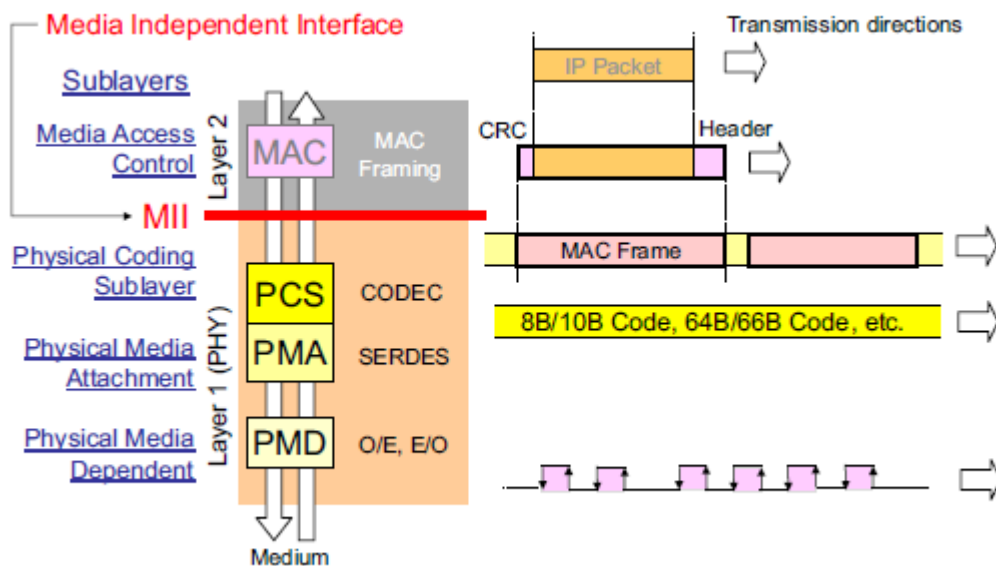 Media Independent Interface
Transmission directions
IP Packet
Sublayers
Media Access
Control
Layer 2
MAC
MAC
Framing
CRC
Header
MII
MAC Frame
Physical Coding
Sublayer
Layer 1 (PHY)
PCS
CODEC
8B/10B Code, 64B/66B Code, etc.
Physical Media
Attachment
PMA
SERDES
Physical Media
Dependent
PMD
O/E, E/O
Medium